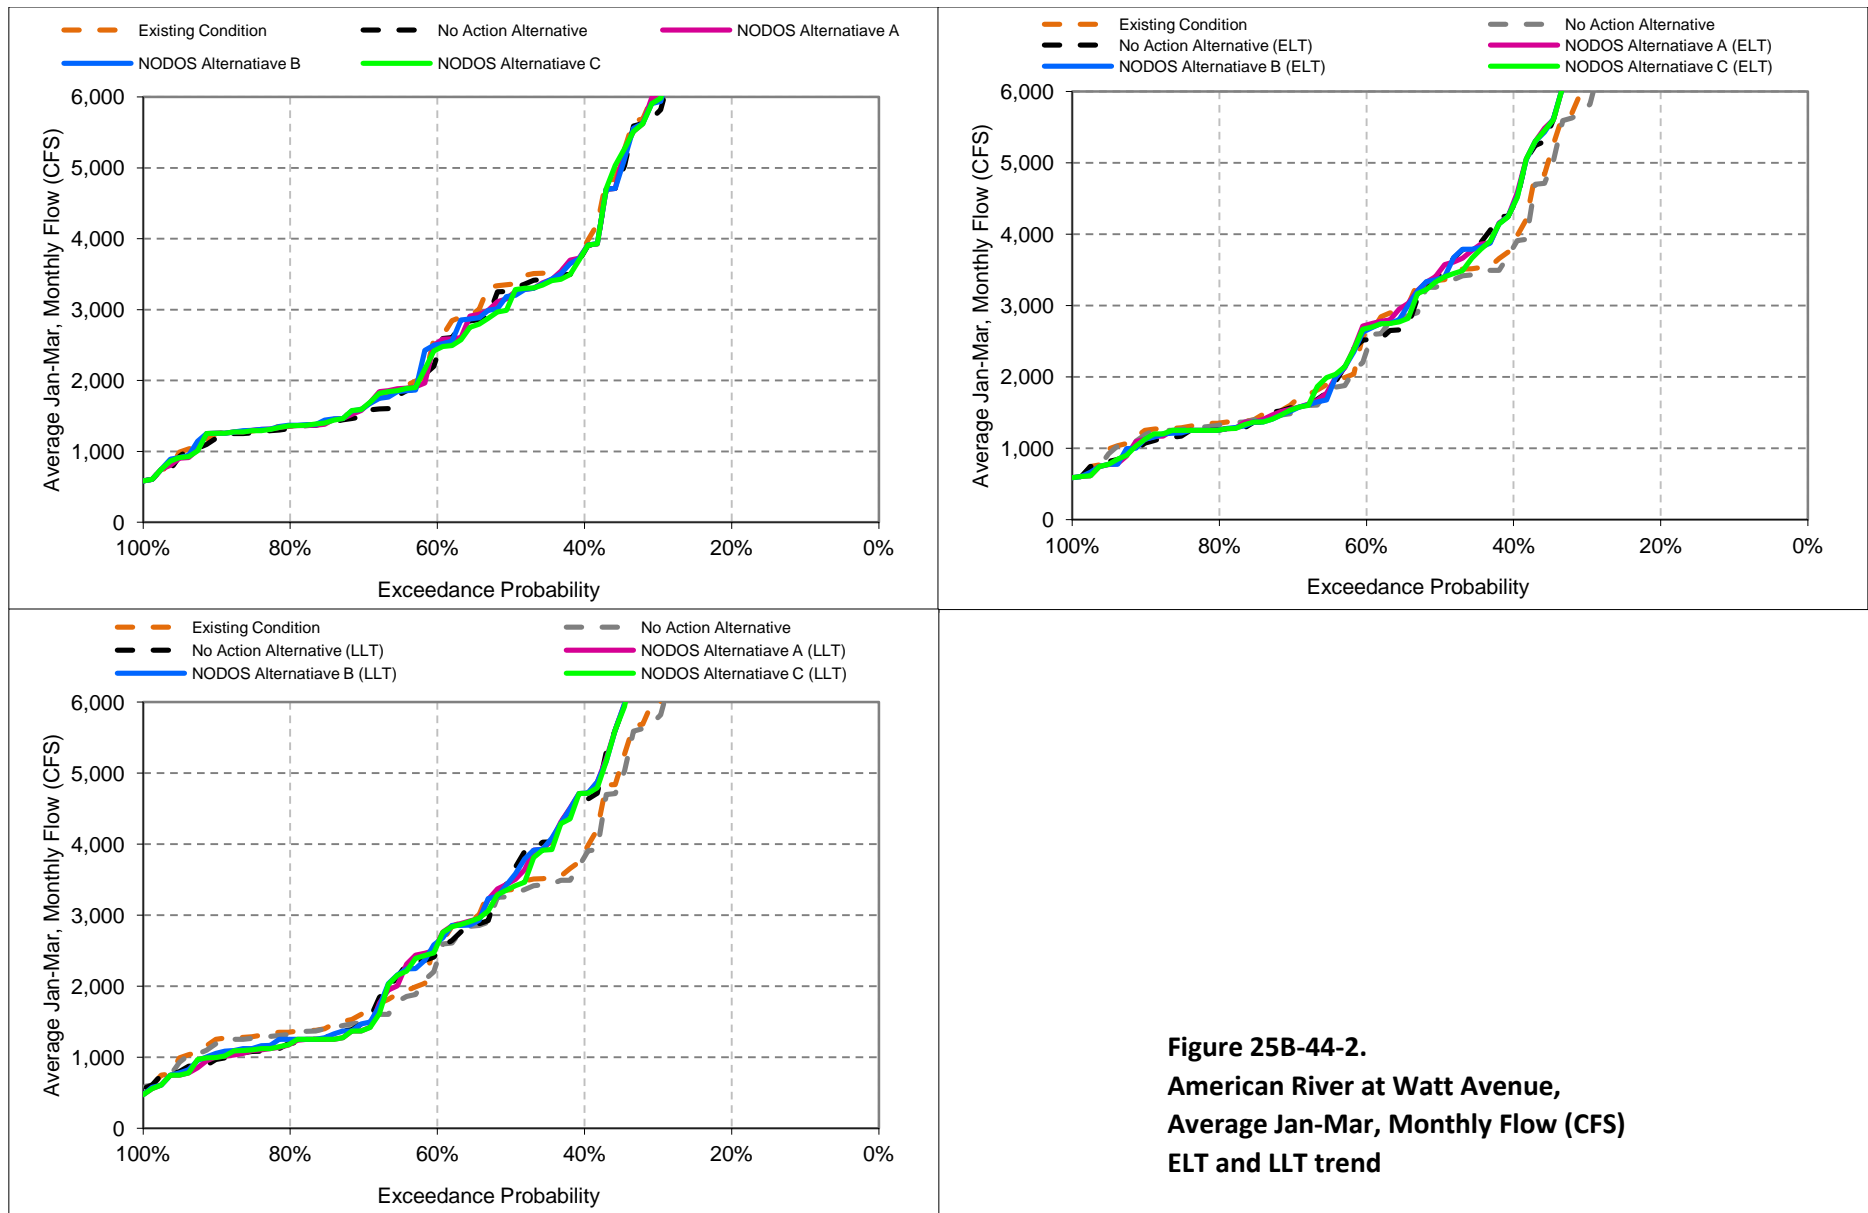 Existing Condition No Action Alternative NODOS Alternatiave A
NODOS Alternatiave B NODOS Alternatiave C
Average Jan-Mar, Monthly Flow (CFS)
6,000
5,000
4,000
3,000
2,000
1,000
0
100% 80% 60% 40% 20% 0%
Exceedance Probability
Existing Condition No Action Alternative
No Action Alternative (ELT) NODOS Alternatiave A (ELT)
NODOS Alternatiave B (ELT) NODOS Alternatiave C (ELT)
Average Jan-Mar, Monthly Flow (CFS)
6,000
5,000
4,000
3,000
2,000
1,000
0
100% 80% 60% 40% 20% 0%
Exceedance Probability
Existing Condition No Action Alternative
No Action Alternative (LLT) NODOS Alternatiave A (LLT)
NODOS Alternatiave B (LLT) NODOS Alternatiave C (LLT)
Average Jan-Mar, Monthly Flow (CFS)
6,000
5,000
4,000
3,000
2,000
1,000
0
100% 80% 60% 40% 20% 0%
Exceedance Probability
Figure 25B-44-2.
American River at Watt Avenue,
Average Jan-Mar, Monthly Flow (CFS)
ELT and LLT trend